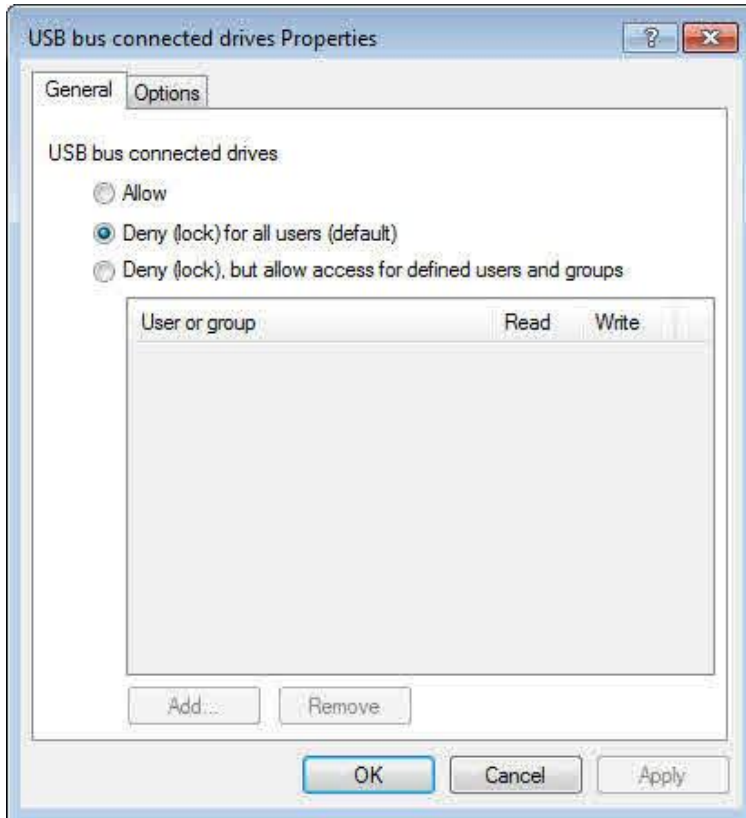 USB bus connected drives Properties
General Options
USB bus connected drives
Allow
Deny (lock) for all users (default)
Deny (lock), but allow access for defined users and groups
User or group Read Write
Add... Remove
OK Cancel Apply